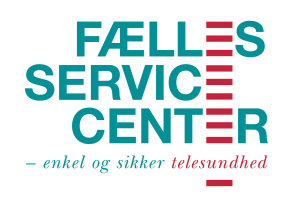 FÆLLES
SERVICE
CENTER
– enkel og sikker telesundhed